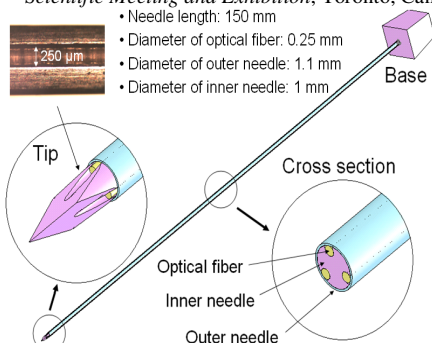 Scientific Meeting and Exhibition, Toronto, Can
• Needle length: 150 mm
• Diameter of optical fiber: 0.25 mm
• Diameter of outer needle: 1.1 mm
• Diameter of inner needle: 1 mm
250 μm
Base
Tip
Cross section
Optical fiber
Inner needle
Outer needle